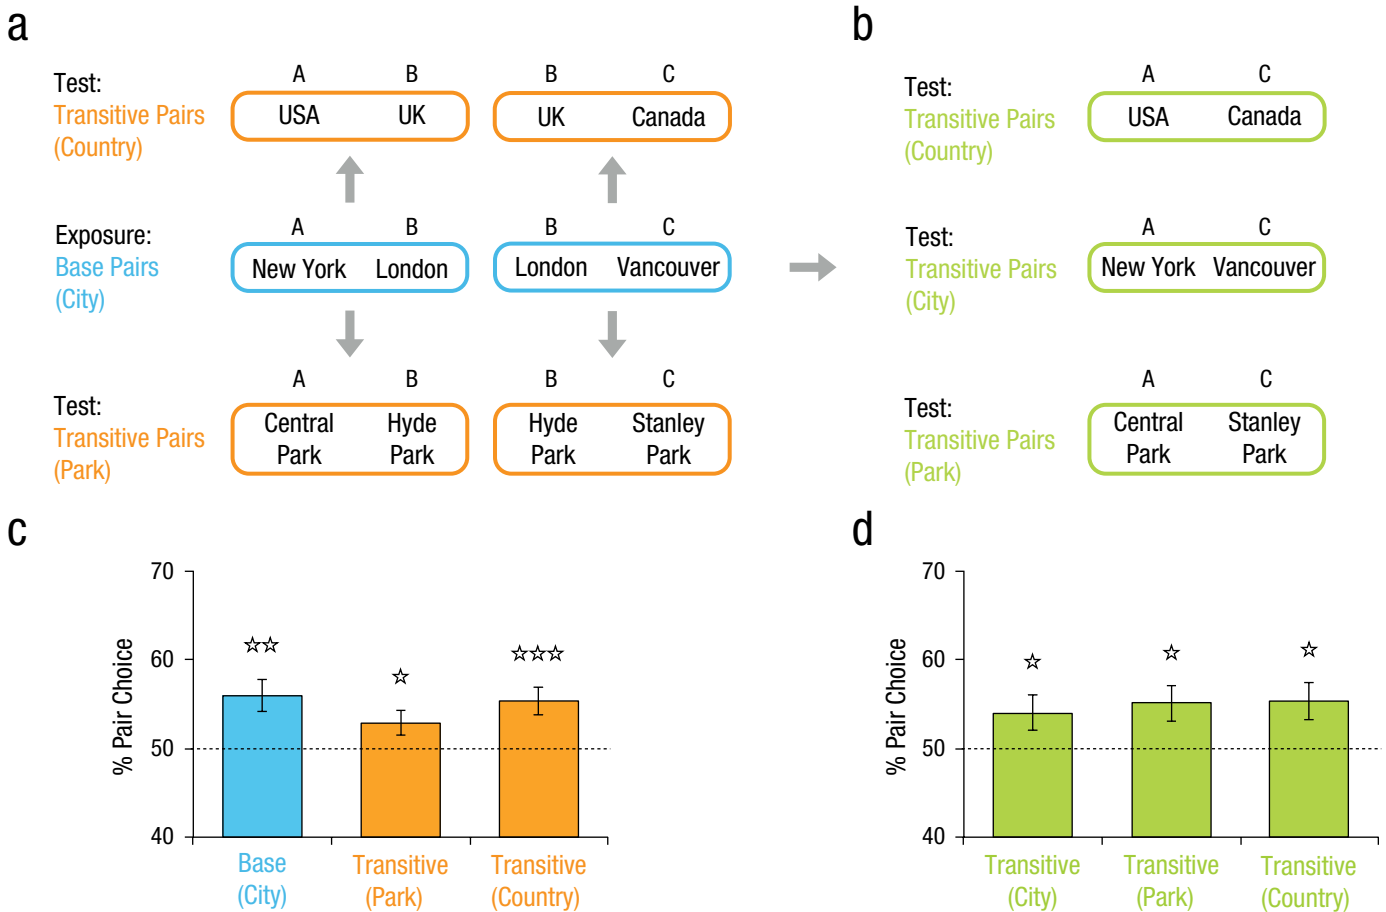 a
Test:
Transitive Pairs
(Country)
A B
USA UK
B C
UK Canada
Exposure:
Base Pairs
(City)
A B
New York London
B C
London Vancouver
Test:
Transitive Pairs
(Park)
A B
Central Hyde
Park Park
B C
Hyde Stanley
Park Park
b
Test:
Transitive Pairs
(Country)
A C
USA Canada
Test:
Transitive Pairs
(City)
A C
New York Vancouver
Test:
Transitive Pairs
(Park)
A C
Central Stanley
Park Park
c
% Pair Choice
70
60
50
40
☆☆
☆
☆☆☆
Base
(City)
Transitive
(Park)
Transitive
(Country)
d
% Pair Choice
70
60
50
40
☆
☆
☆
Transitive
(City)
Transitive
(Park)
Transitive
(Country)